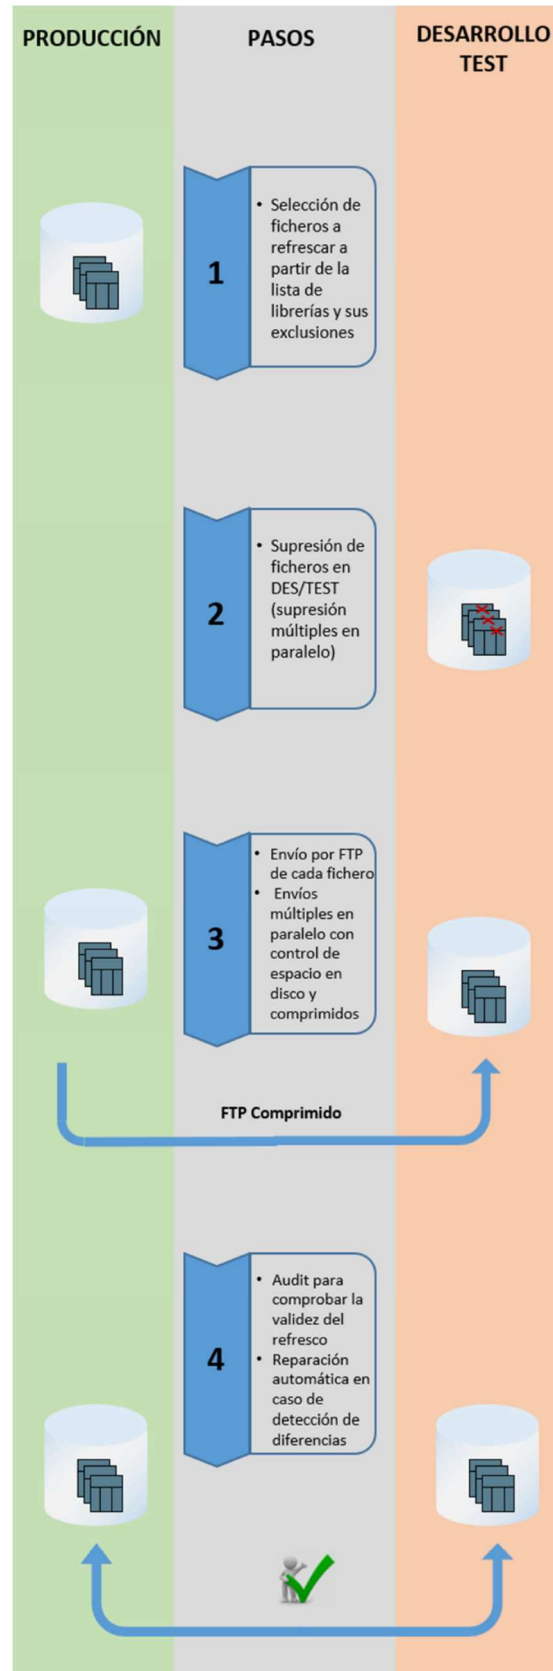 PRODUCCIÓN
PASOS
DESARROLLO
TEST
1
• Selección de
ficheros a
refrescar a
partir de la
lista de
librerías y sus
exclusiones
2
• Supresión de
ficheros en
DES/TEST
(supresión
múltiples en
paralelo)
3
• Envío por FTP
de cada fichero
• Envíos
múltiples en
paralelo con
control de
espacio en
disco y
comprimidos
FTP Comprimido
4
• Audit para
comprobar la
validez del
refresco
• Reparación
automática en
caso de
detección de
diferencias